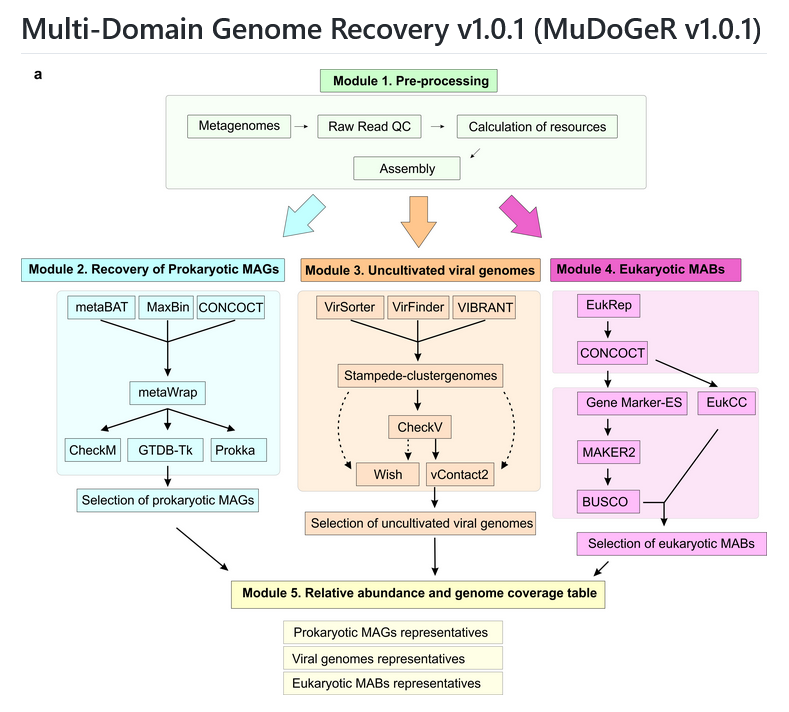 Multi-Domain Genome Recovery v1.0.1 (MuDoGeR v1.0.1)
a
Module 1. Pre-processing
Metagenomes
Raw Read QC
Calculation of resources
Assembly
Module 2. Recovery of Prokaryotic MAGs
metaBAT
MaxBin
CONCOCT
metaWrap
CheckM
GTDB-Tk
Prokka
Selection of prokaryotic MAGs
Module 3. Uncultivated viral genomes
VirSorter
VirFinder
VIBRANT
Stampede-clustergenomes
CheckV
Wish
vContact2
Selection of uncultivated viral genomes
Module 4. Eukaryotic MABs
EukRep
CONCOCT
Gene Marker-ES
EukCC
MAKER2
BUSCO
Selection of eukaryotic MABs
Module 5. Relative abundance and genome coverage table
Prokaryotic MAGs representatives
Viral genomes representatives
Eukaryotic MABs representatives